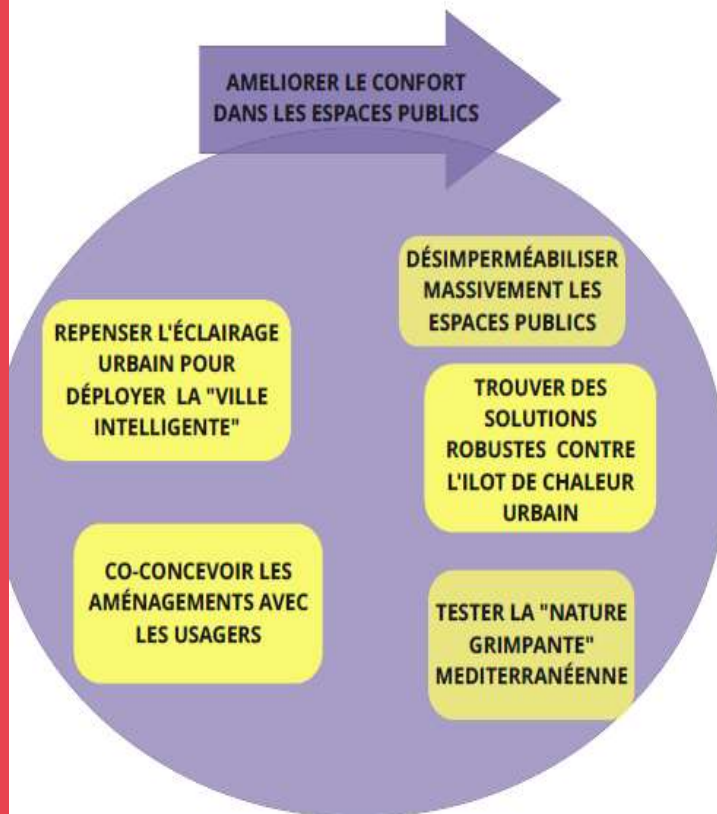 AMELIORER LE CONFORT
DANS LES ESPACES PUBLICS
DÉSIMPERMÉABILISER
MASSIVEMENT LES
ESPACES PUBLICS
REPENSER L'ÉCLAIRAGE
URBAIN POUR
DÉPLOYER LA "VILLE
INTELLIGENTE"
TROUVER DES
SOLUTIONS
ROBUSTES CONTRE
L'ILOT DE CHALEUR
URBAIN
CO-CONCEVOIR LES
AMÉNAGEMENTS AVEC
LES USAGERS
TESTER LA "NATURE
GRIMPANTE"
MEDITERRANÉENNE